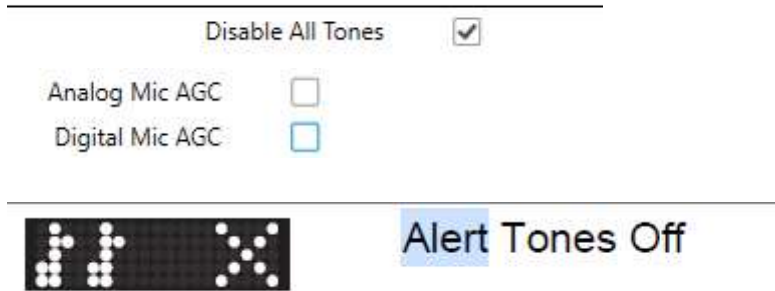 Disable All Tones
Analog Mic AGC
Digital Mic AGC
Alert Tones Off